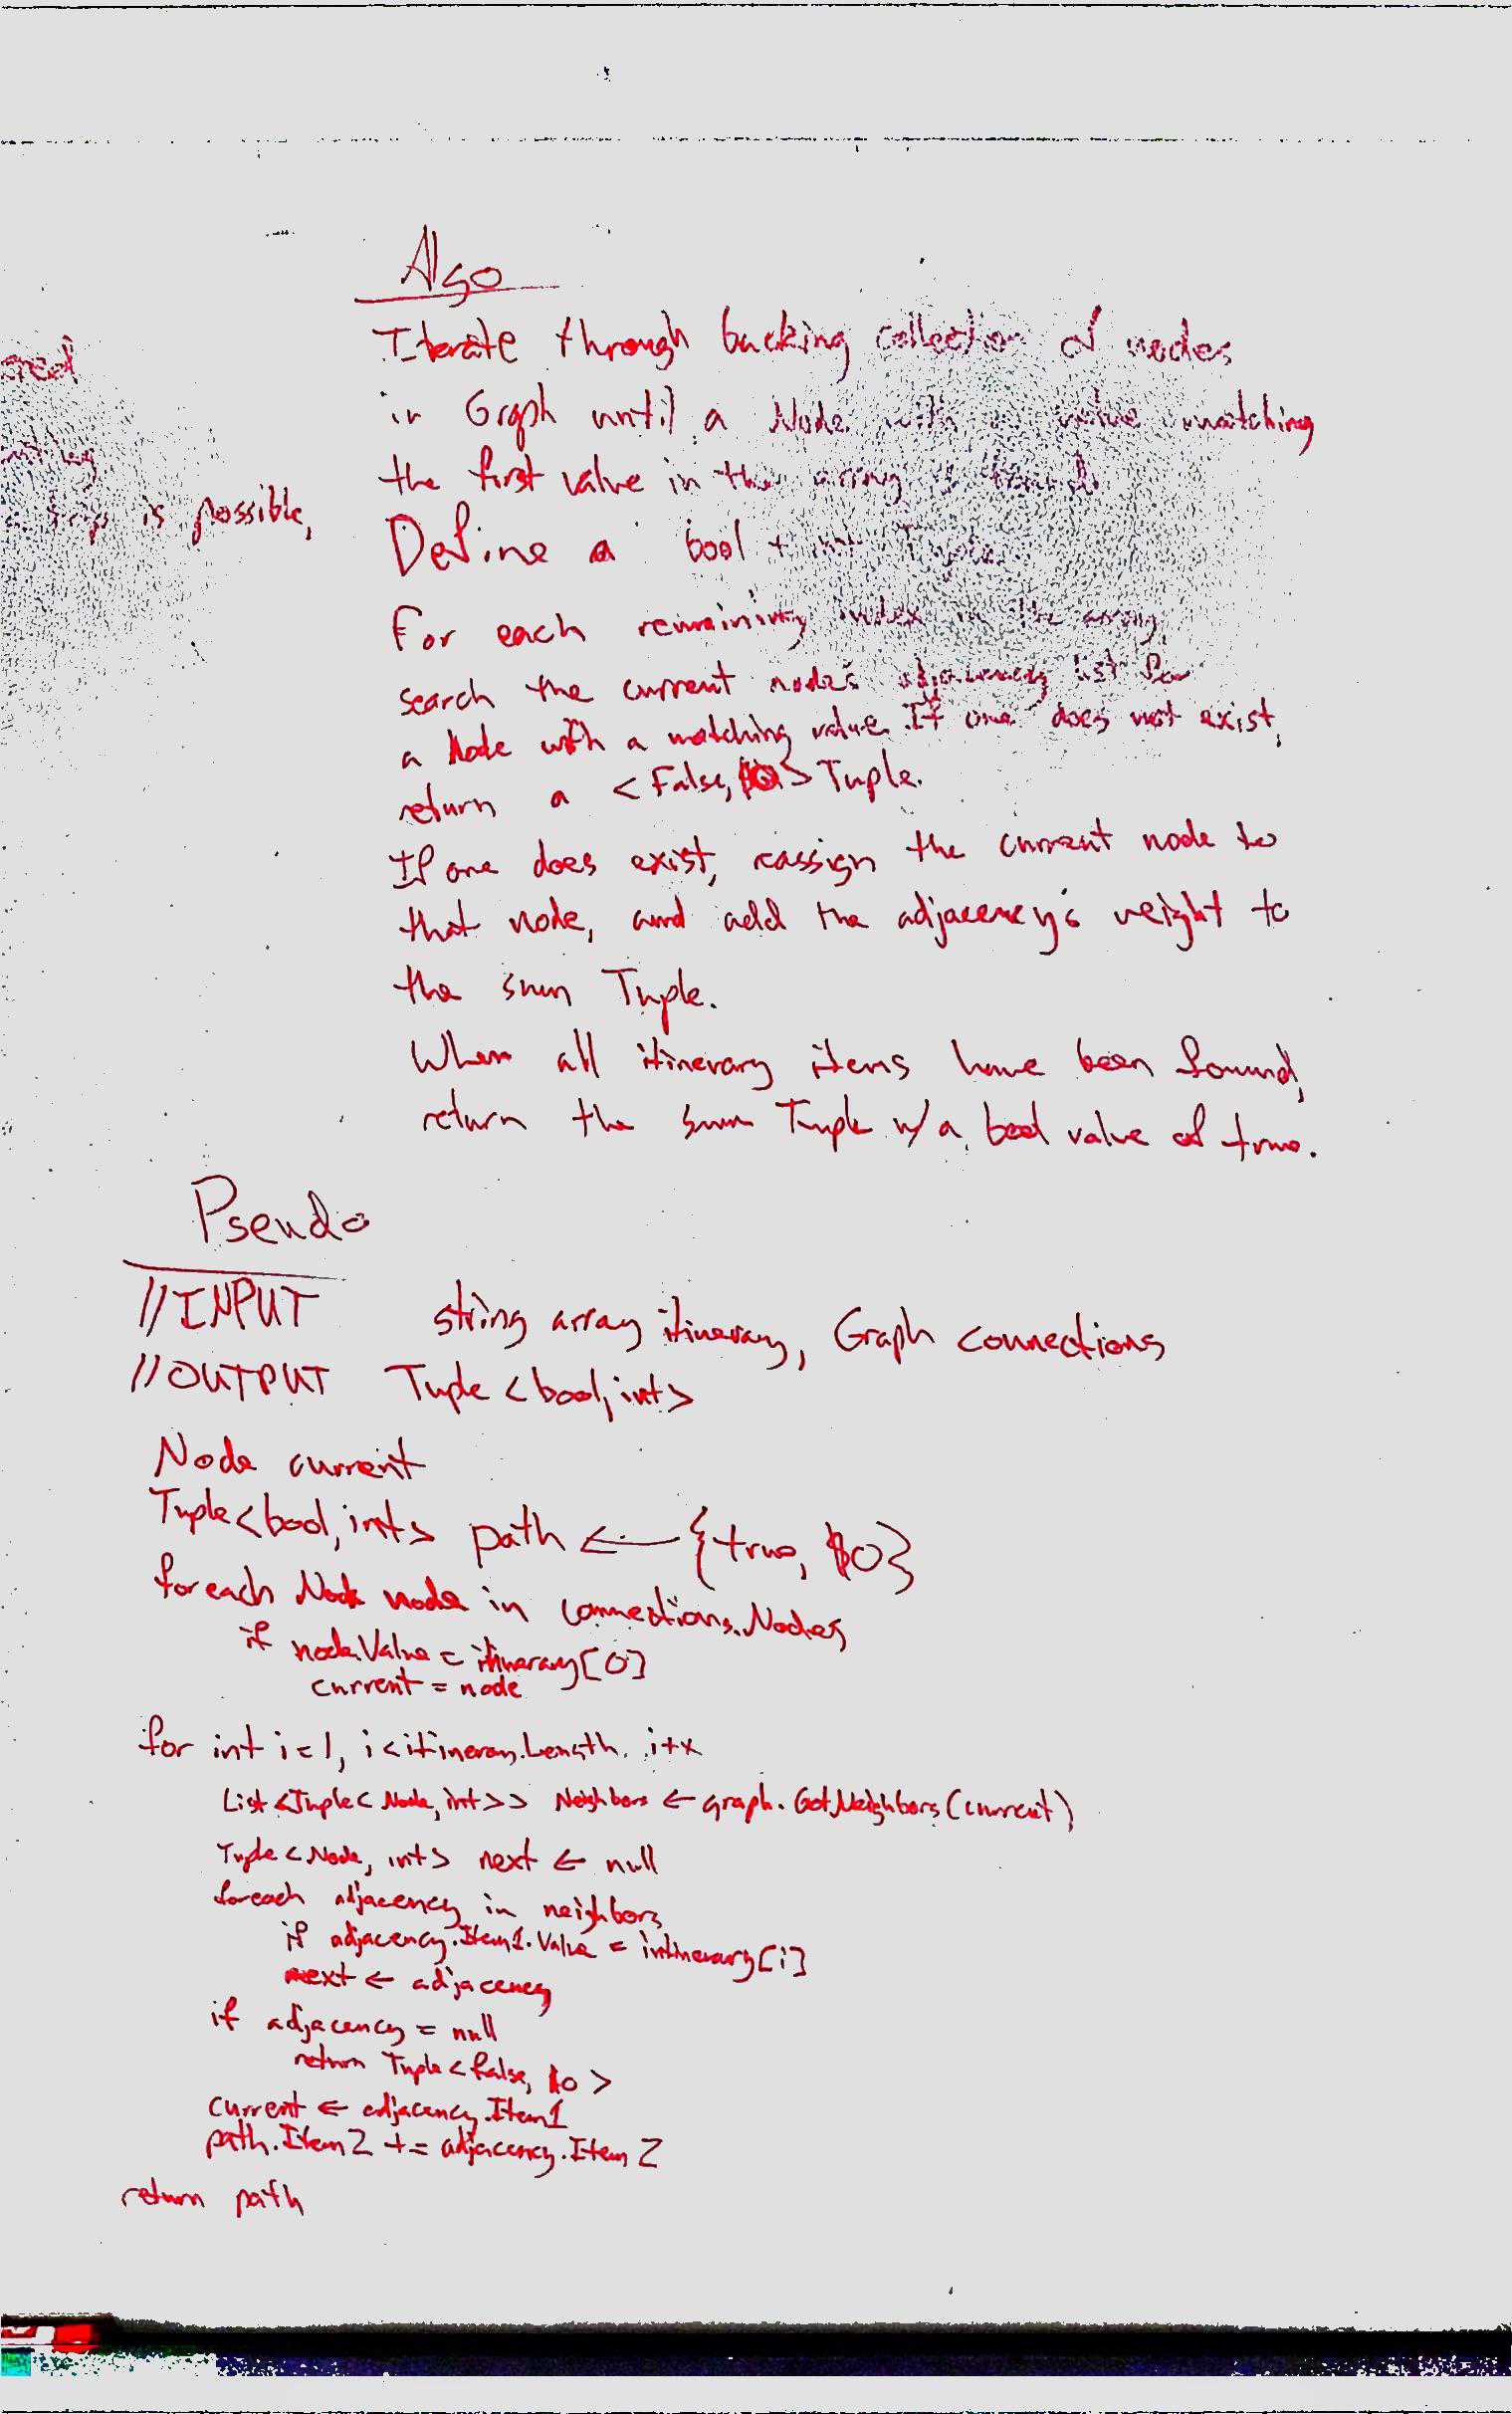 Algo
Iterate through backing collection of nodes
in Graph until a Node with a value matching
the first value in the array is found.
Define a bool + int Tuple.
For each remaining index in the array,
search the current node's adjacency list for
a Node with a matching value. If one does not exist,
return a <False, $0> Tuple.
If one does exist, reassign the current node to
that node, and add the adjacency's weight to
the sum Tuple.
When all itinerary items have been found,
return the sum Tuple w/ a bool value of true.
is possible,
Pseudo
//INPUT string array itinerary, Graph connections
//OUTPUT Tuple <bool, int>
Node current
Tuple<bool, int> path ← {true, $0}
foreach Node node in connections.Nodes
if node.Value = itinerary[0]
current = node
for int i=1, i<itinerary.Length, i++
List<Tuple<Node, int>> Neighbors ← graph.GetNeighbors(current)
Tuple<Node, int> next ← null
foreach adjacency in neighbors
if adjacency.Item1.Value = intinerary[i]
next ← adjacency
if adjacency = null
return Tuple<false, $0>
current ← adjacency.Item1
path.Item2 += adjacency.Item2
return path